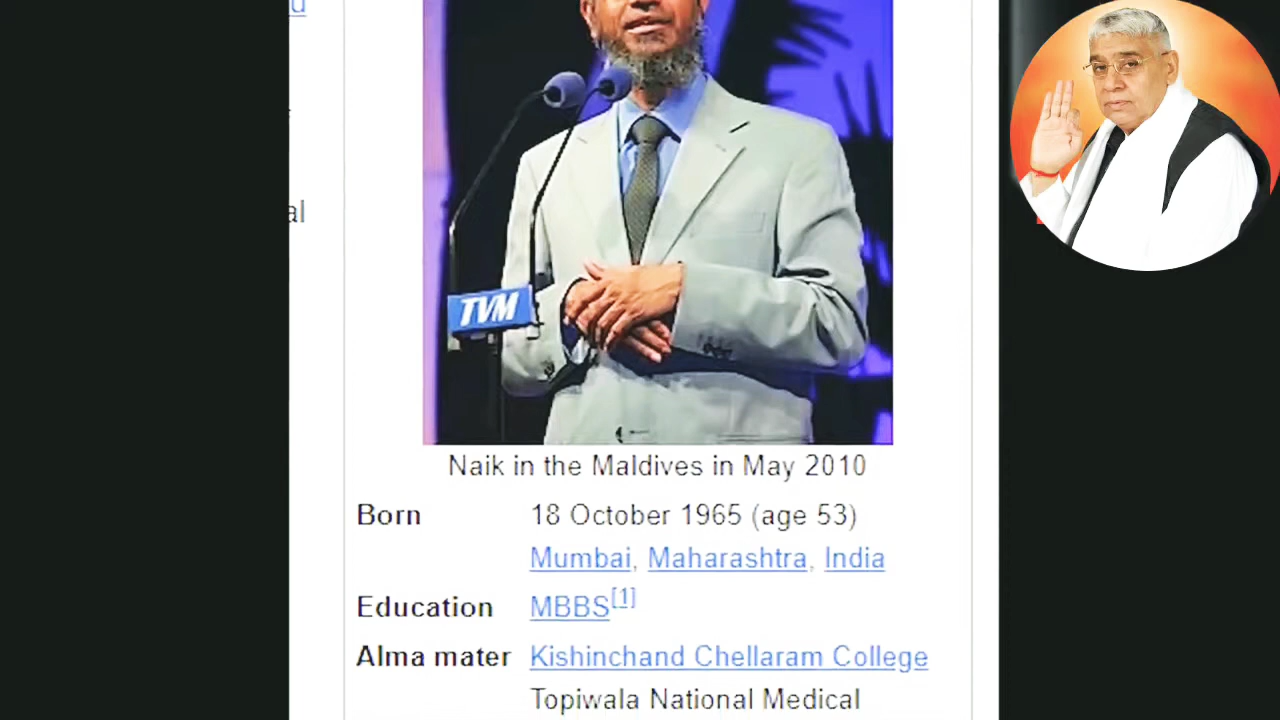 al
TVM
Naik in the Maldives in May 2010
Born 18 October 1965 (age 53)
Mumbai, Maharashtra, India
Education MBBS[1]
Alma mater Kishinchand Chellaram College
Topiwala National Medical